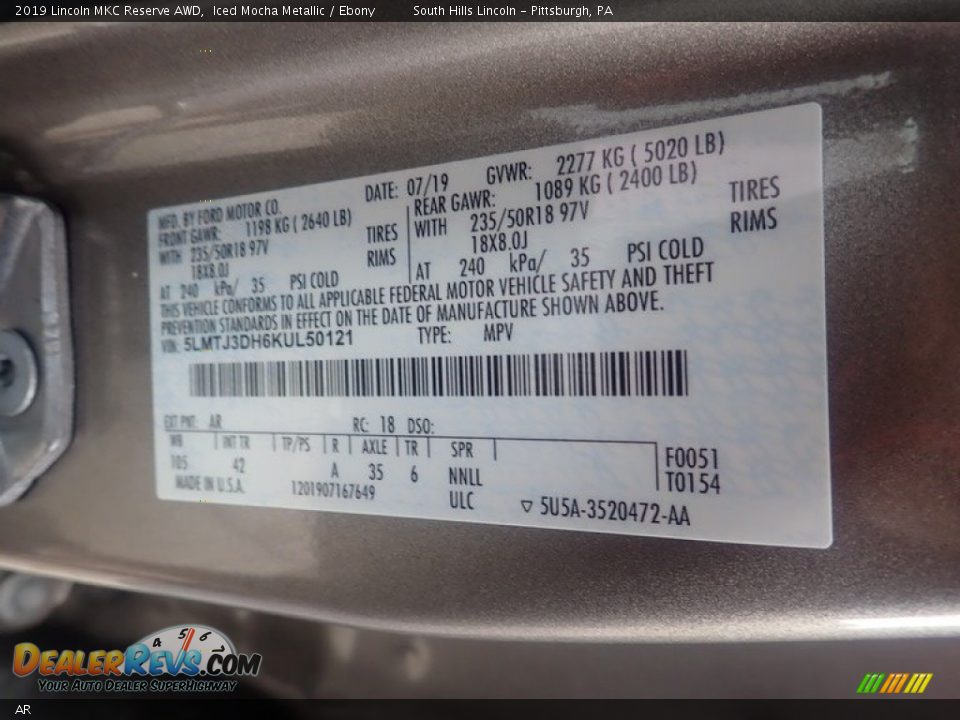 2019 Lincoln MKC Reserve AWD, Iced Mocha Metallic / Ebony South Hills Lincoln - Pittsburgh, PA
MFD. BY FORD MOTOR CO. DATE: 07/19 GVWR: 2277 KG ( 5020 LB)
FRONT GAWR: 1198 KG ( 2640 LB) REAR GAWR: 1089 KG ( 2400 LB)
WITH 235/50R18 97V TIRES WITH 235/50R18 97V TIRES
18X8.0J RIMS 18X8.0J RIMS
AT 240 kPa/ 35 PSI COLD AT 240 kPa/ 35 PSI COLD
THIS VEHICLE CONFORMS TO ALL APPLICABLE FEDERAL MOTOR VEHICLE SAFETY AND THEFT
PREVENTION STANDARDS IN EFFECT ON THE DATE OF MANUFACTURE SHOWN ABOVE.
VIN: 5LMTJ3DH6KUL50121 TYPE: MPV
EXT PNT: AR RC: 18 DSO:
WB INT TR TP/PS R AXLE TR SPR F0051
105 42 A 35 6 NNLL T0154
MADE IN U.S.A. 1201907167649 ULC ▽ 5U5A-3520472-AA
4 5 6
DEALERREVS.COM
YOUR AUTO DEALER SUPERHIGHWAY
AR